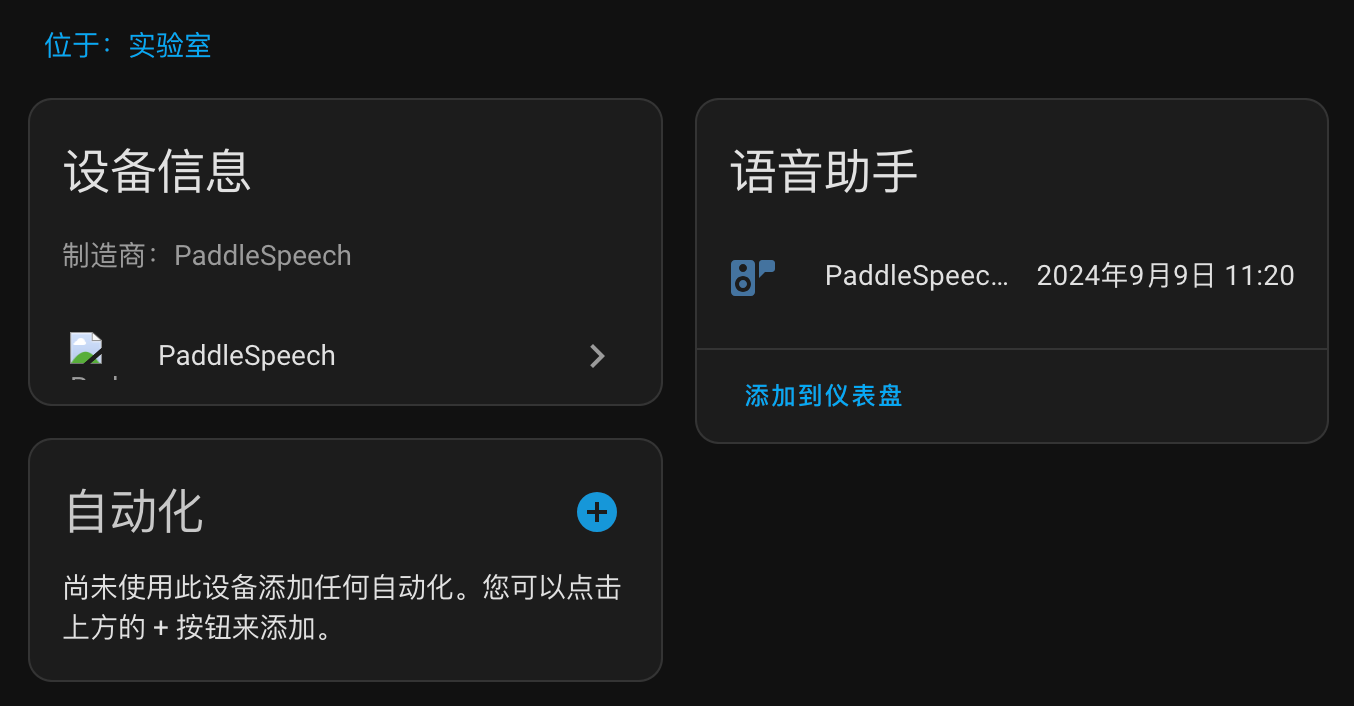 位于：实验室
设备信息
制造商：PaddleSpeech
PaddleSpeech
自动化
尚未使用此设备添加任何自动化。您可以点击
上方的 + 按钮来添加。
语音助手
PaddleSpeec… 2024年9月9日 11:20
添加到仪表盘